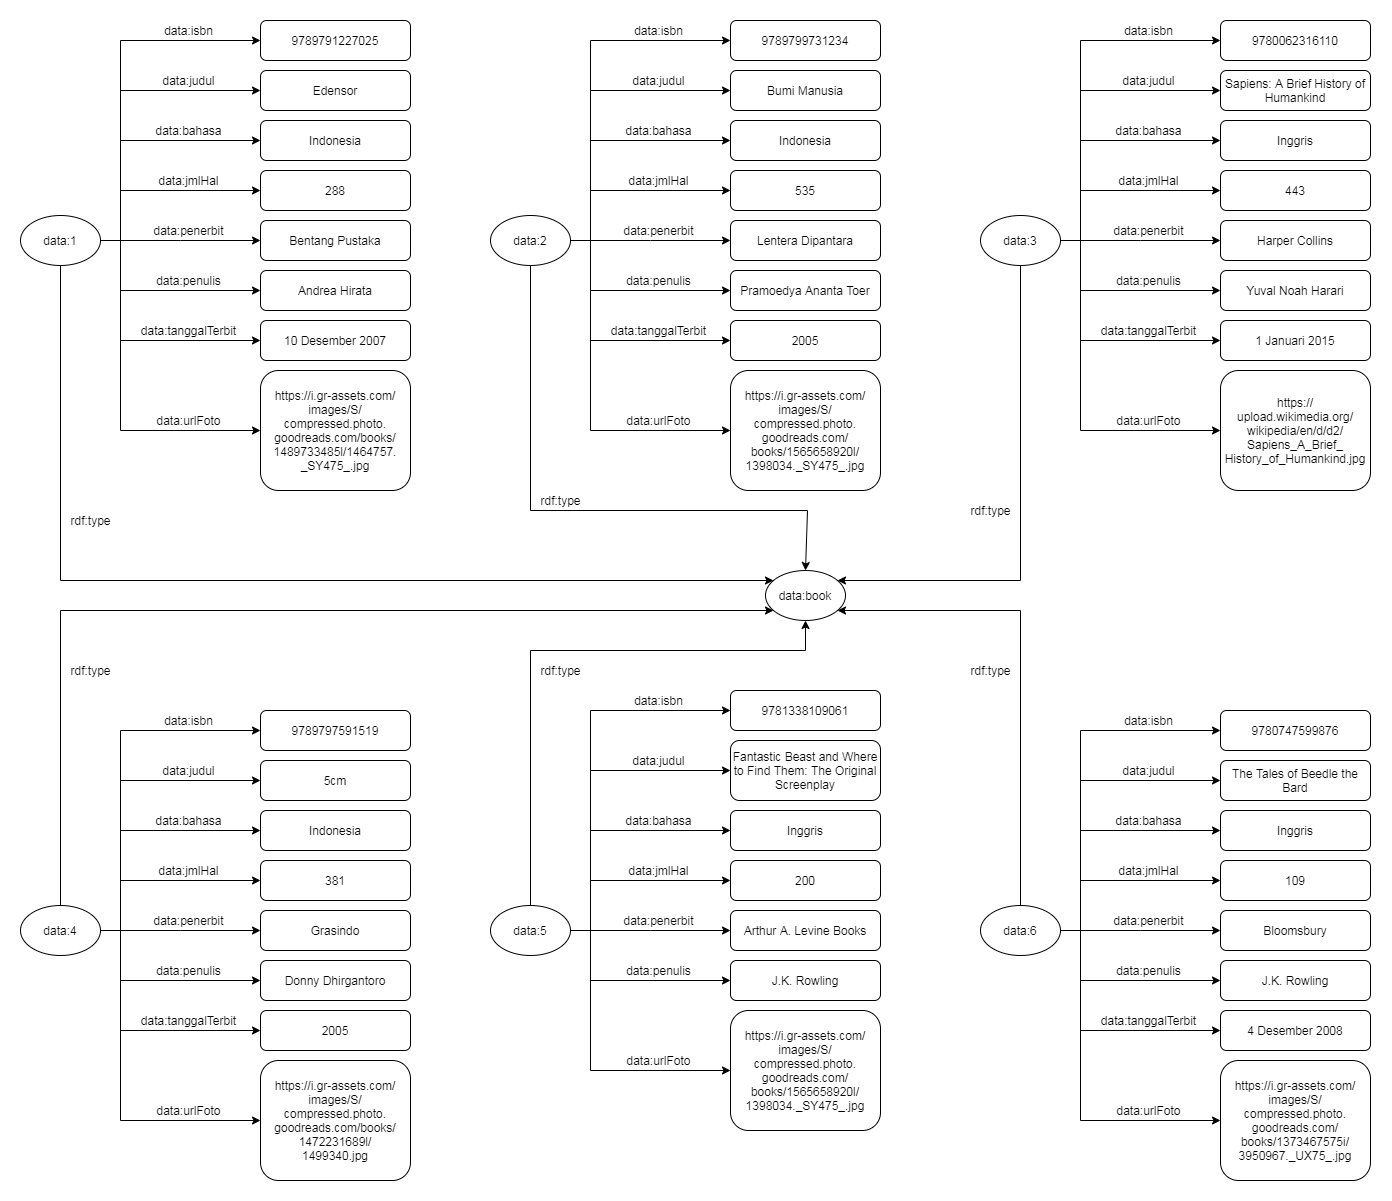 data:1
data:isbn
9789791227025
data:judul
Edensor
data:bahasa
Indonesia
data:jmlHal
288
data:penerbit
Bentang Pustaka
data:penulis
Andrea Hirata
data:tanggalTerbit
10 Desember 2007
data:urlFoto
https://i.gr-assets.com/
images/S/
compressed.photo.
goodreads.com/books/
1489733485l/1464757.
_SY475_.jpg
rdf:type
data:2
data:isbn
9789799731234
data:judul
Bumi Manusia
data:bahasa
Indonesia
data:jmlHal
535
data:penerbit
Lentera Dipantara
data:penulis
Pramoedya Ananta Toer
data:tanggalTerbit
2005
data:urlFoto
https://i.gr-assets.com/
images/S/
compressed.photo.
goodreads.com/
books/1565658920l/
1398034._SY475_.jpg
rdf:type
data:3
data:isbn
9780062316110
data:judul
Sapiens: A Brief History of
Humankind
data:bahasa
Inggris
data:jmlHal
443
data:penerbit
Harper Collins
data:penulis
Yuval Noah Harari
data:tanggalTerbit
1 Januari 2015
data:urlFoto
https://
upload.wikimedia.org/
wikipedia/en/d/d2/
Sapiens_A_Brief_
History_of_Humankind.jpg
rdf:type
data:book
rdf:type
data:4
data:isbn
9789797591519
data:judul
5cm
data:bahasa
Indonesia
data:jmlHal
381
data:penerbit
Grasindo
data:penulis
Donny Dhirgantoro
data:tanggalTerbit
2005
data:urlFoto
https://i.gr-assets.com/
images/S/
compressed.photo.
goodreads.com/books/
1472231689l/
1499340.jpg
rdf:type
data:5
data:isbn
9781338109061
data:judul
Fantastic Beast and Where
to Find Them: The Original
Screenplay
data:bahasa
Inggris
data:jmlHal
200
data:penerbit
Arthur A. Levine Books
data:penulis
J.K. Rowling
data:urlFoto
https://i.gr-assets.com/
images/S/
compressed.photo.
goodreads.com/
books/1565658920l/
1398034._SY475_.jpg
rdf:type
data:6
data:isbn
9780747599876
data:judul
The Tales of Beedle the
Bard
data:bahasa
Inggris
data:jmlHal
109
data:penerbit
Bloomsbury
data:penulis
J.K. Rowling
data:tanggalTerbit
4 Desember 2008
data:urlFoto
https://i.gr-assets.com/
images/S/
compressed.photo.
goodreads.com/
books/1373467575i/
3950967._UX75_.jpg